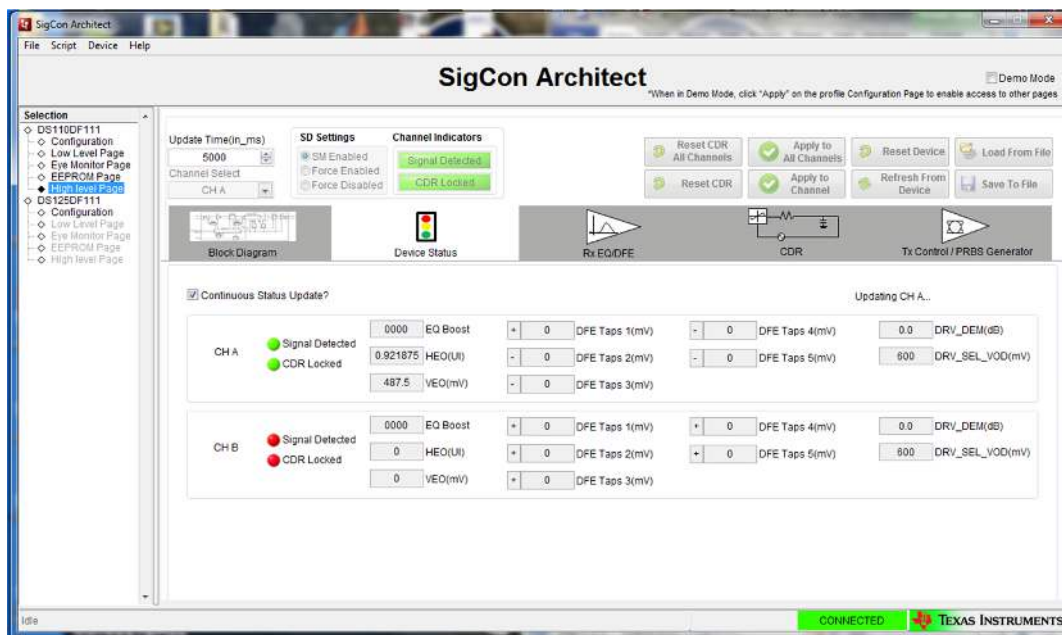 SigCon Architect
File Script Device Help
SigCon Architect
Demo Mode
*When in Demo Mode, click "Apply" on the profile Configuration Page to enable access to other pages
Selection
DS110DF111
Configuration
Low Level Page
Eye Monitor Page
EEPROM Page
High level Page
DS125DF111
Configuration
Low Level Page
Eye Monitor Page
EEPROM Page
High level Page
Update Time(in_ms)
5000
Channel Select
CH A
SD Settings
SM Enabled
Force Enabled
Force Disabled
Channel Indicators
Signal Detected
CDR Locked
Reset CDR
All Channels
Apply to
All Channels
Reset Device
Load From File
Reset CDR
Apply to
Channel
Refresh From
Device
Save To File
Block Diagram
Device Status
Rx EQ/DFE
CDR
Tx Control / PRBS Generator
Continuous Status Update?
Updating CH A...
CH A
Signal Detected
CDR Locked
0000 EQ Boost
0.921875 HEO(UI)
487.5 VEO(mV)
+ 0 DFE Taps 1(mV)
- 0 DFE Taps 2(mV)
- 0 DFE Taps 3(mV)
- 0 DFE Taps 4(mV)
- 0 DFE Taps 5(mV)
0.0 DRV_DEM(dB)
600 DRV_SEL_VOD(mV)
CH B
Signal Detected
CDR Locked
0000 EQ Boost
0 HEO(UI)
0 VEO(mV)
+ 0 DFE Taps 1(mV)
+ 0 DFE Taps 2(mV)
+ 0 DFE Taps 3(mV)
+ 0 DFE Taps 4(mV)
+ 0 DFE Taps 5(mV)
0.0 DRV_DEM(dB)
600 DRV_SEL_VOD(mV)
Idle
CONNECTED
TEXAS INSTRUMENTS